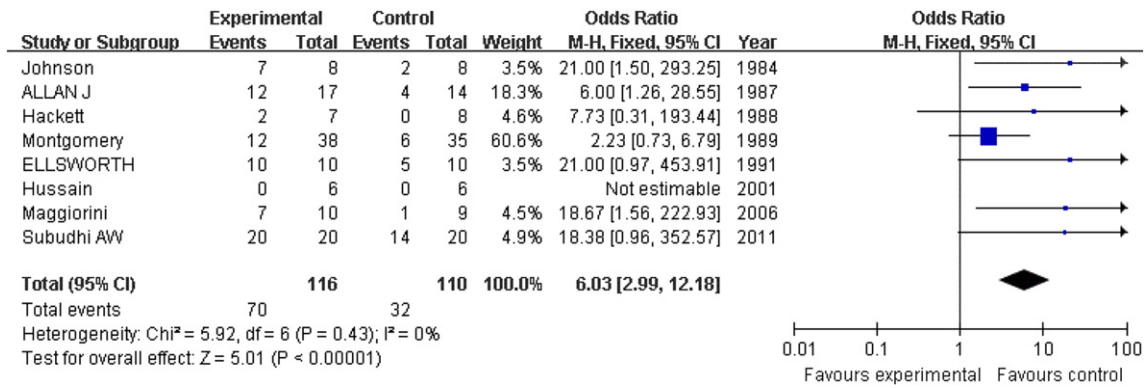 Experimental Control Odds Ratio Odds Ratio
Study or Subgroup Events Total Events Total Weight M-H, Fixed, 95% CI Year M-H, Fixed, 95% CI
Johnson 7 8 2 8 3.5% 21.00 [1.50, 293.25] 1984
ALLAN J 12 17 4 14 18.3% 6.00 [1.26, 28.55] 1987
Hackett 2 7 0 8 4.6% 7.73 [0.31, 193.44] 1988
Montgomery 12 38 6 35 60.6% 2.23 [0.73, 6.79] 1989
ELLSWORTH 10 10 5 10 3.5% 21.00 [0.97, 453.91] 1991
Hussain 0 6 0 6 Not estimable 2001
Maggiorini 7 10 1 9 4.5% 18.67 [1.56, 222.93] 2006
Subudhi AW 20 20 14 20 4.9% 18.38 [0.96, 352.57] 2011
Total (95% CI) 116 110 100.0% 6.03 [2.99, 12.18]
Total events 70 32
Heterogeneity: Chi² = 5.92, df = 6 (P = 0.43); I² = 0%
Test for overall effect: Z = 5.01 (P < 0.00001)
0.01 0.1 1 10 100
Favours experimental Favours control